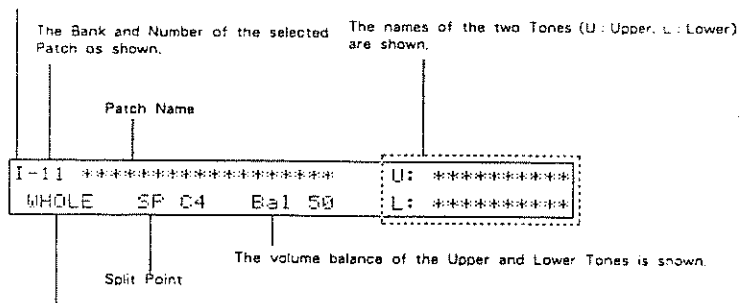 The Bank and Number of the selected
Patch os shown.
The names of the two Tones (U : Upper, L : Lower)
are shown.
Patch Name
I-11 ******************
U: **********
WHOLE SP C4 Bal 50
L: **********
The volume balance of the Upper and Lower Tones is shown.
Split Point